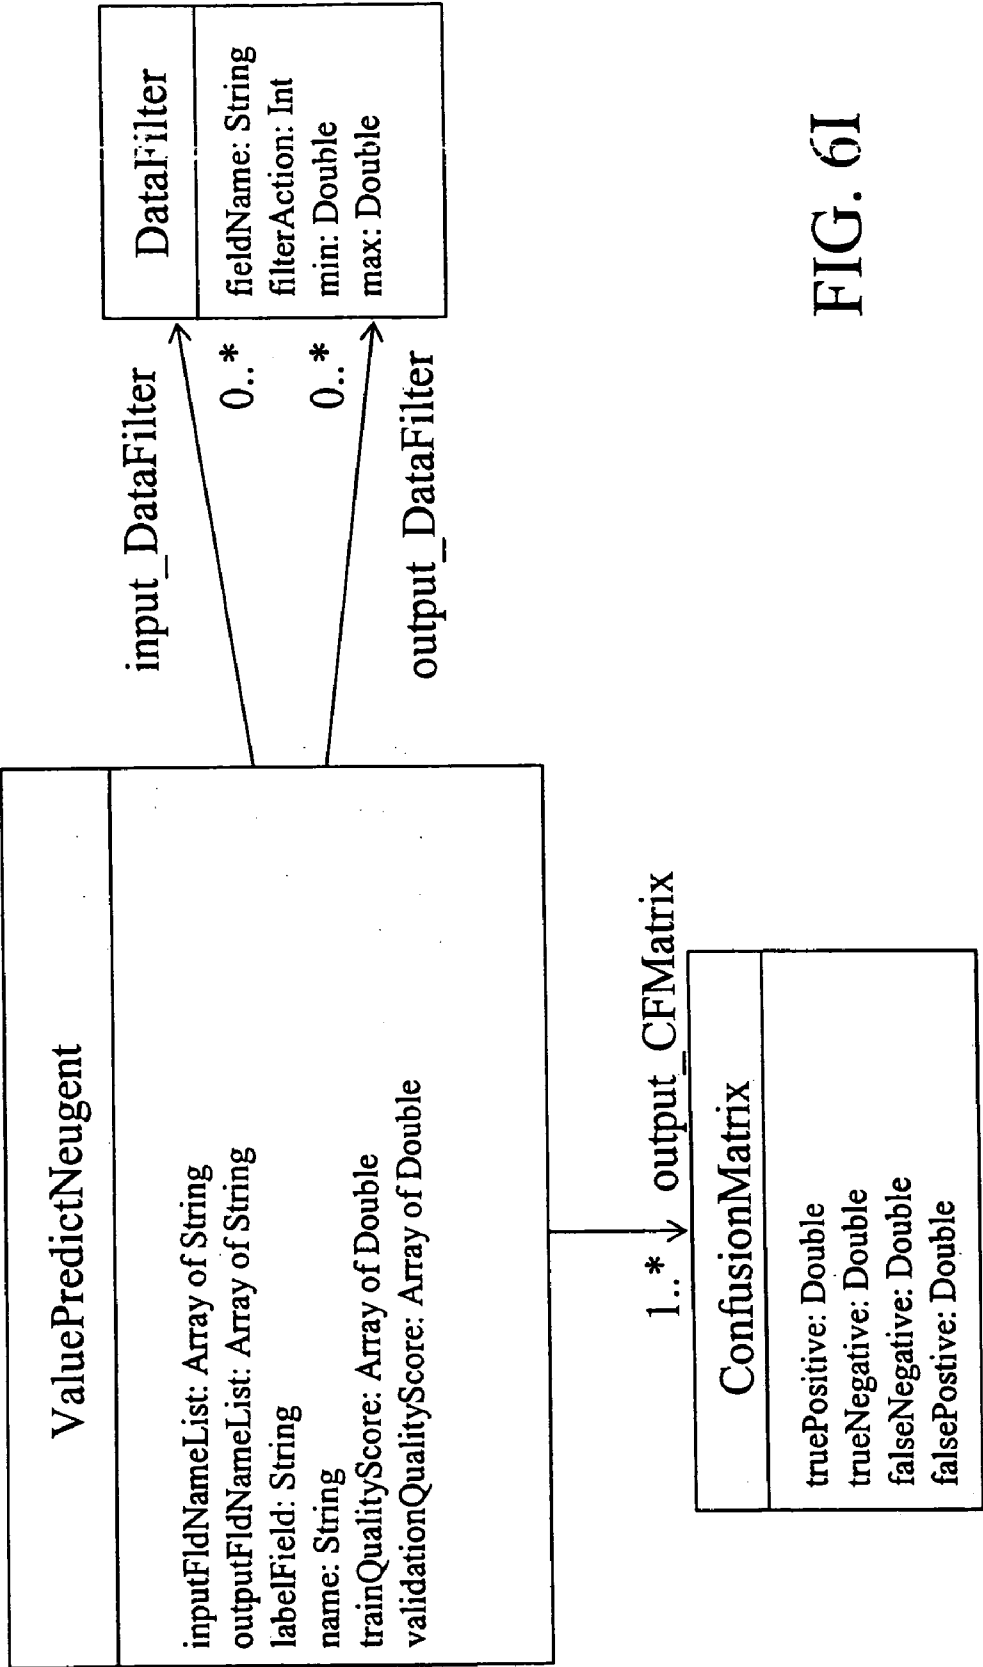 ValuePredictNeugent
inputFldNameList: Array of String
outputFldNameList: Array of String
labelField: String
name: String
trainQualityScore: Array of Double
validationQualityScore: Array of Double
input_DataFilter
0..*
0..*
output_DataFilter
DataFilter
fieldName: String
filterAction: Int
min: Double
max: Double
1..*
output_CFMatrix
ConfusionMatrix
truePositive: Double
trueNegative: Double
falseNegative: Double
falsePostive: Double
FIG. 6I